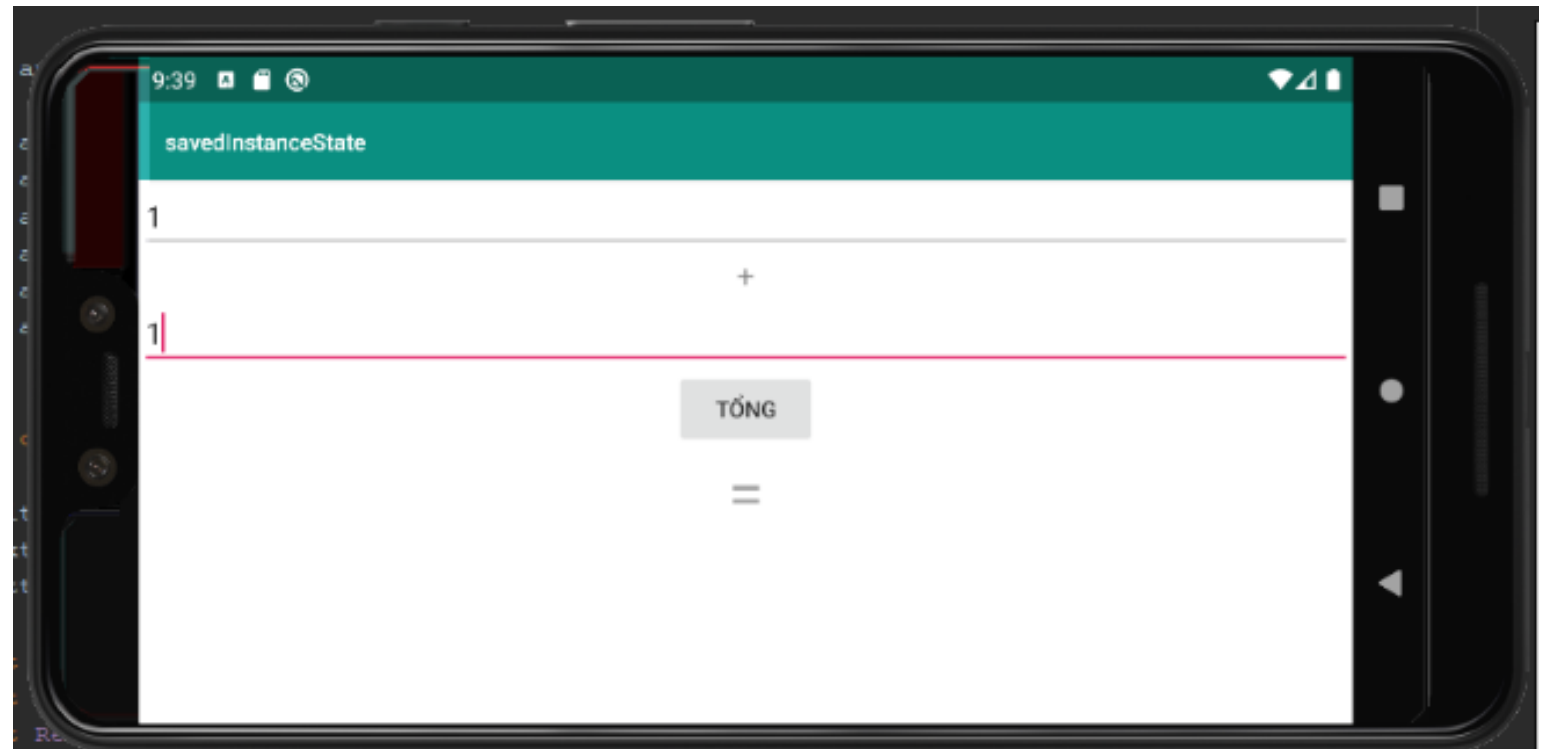 9:39
savedInstanceState
1
+
1
TỔNG
=